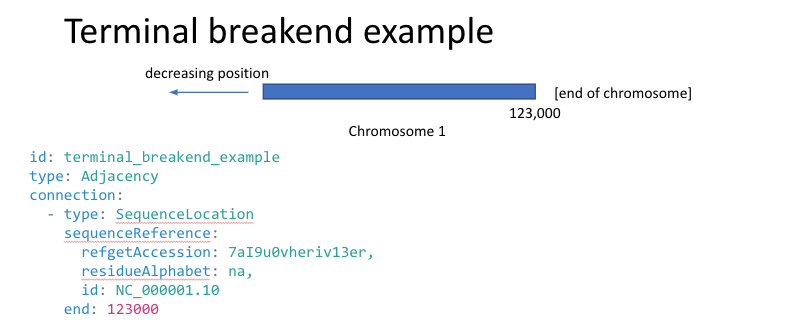 Terminal breakend example
decreasing position
[end of chromosome]
123,000
Chromosome 1
id: terminal_breakend_example
type: Adjacency
connection:
- type: SequenceLocation
sequenceReference:
refgetAccession: 7aI9u0vheriv13er,
residueAlphabet: na,
id: NC_000001.10
end: 123000